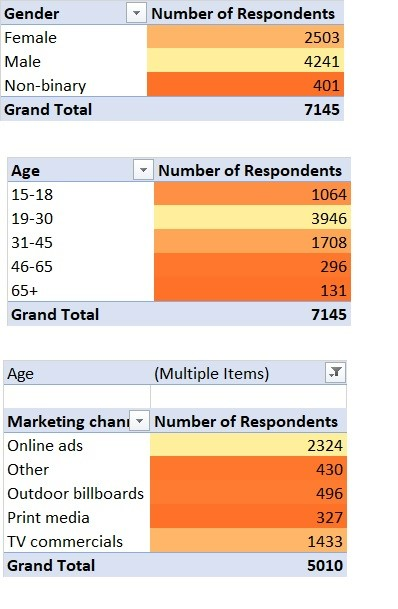 Gender Number of Respondents
Female 2503
Male 4241
Non-binary 401
Grand Total 7145
Age Number of Respondents
15-18 1064
19-30 3946
31-45 1708
46-65 296
65+ 131
Grand Total 7145
Age (Multiple Items)
Marketing chan Number of Respondents
Online ads 2324
Other 430
Outdoor billboards 496
Print media 327
TV commercials 1433
Grand Total 5010